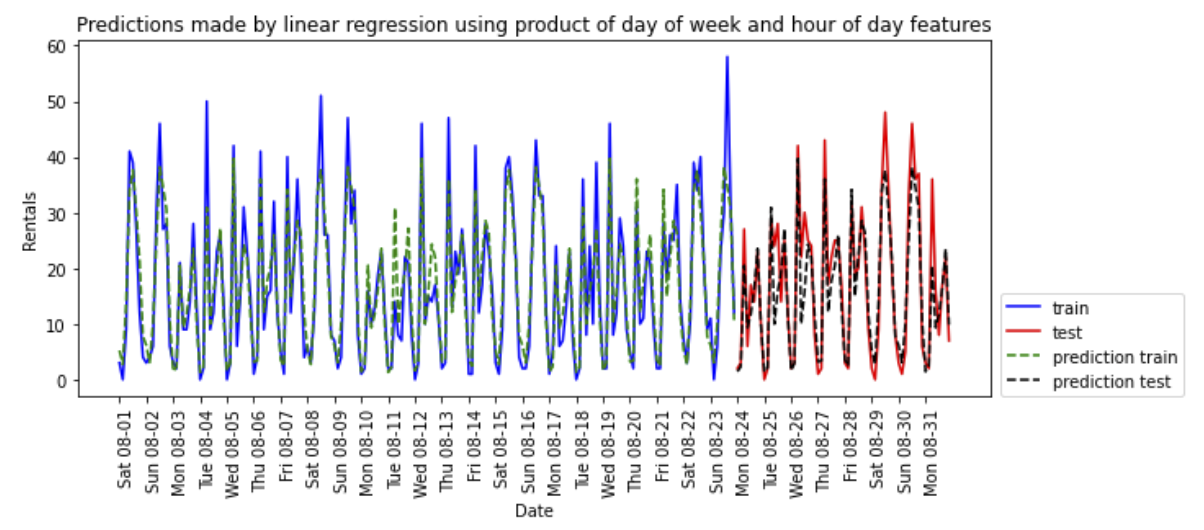 Predictions made by linear regression using product of day of week and hour of day features
60
50
40
30
20
10
0
Rentals
Sat 08-01
Sun 08-02
Mon 08-03
Tue 08-04
Wed 08-05
Thu 08-06
Fri 08-07
Sat 08-08
Sun 08-09
Mon 08-10
Tue 08-11
Wed 08-12
Thu 08-13
Fri 08-14
Sat 08-15
Sun 08-16
Mon 08-17
Tue 08-18
Wed 08-19
Thu 08-20
Fri 08-21
Sat 08-22
Sun 08-23
Mon 08-24
Tue 08-25
Wed 08-26
Thu 08-27
Fri 08-28
Sat 08-29
Sun 08-30
Mon 08-31
Date
train
test
prediction train
prediction test